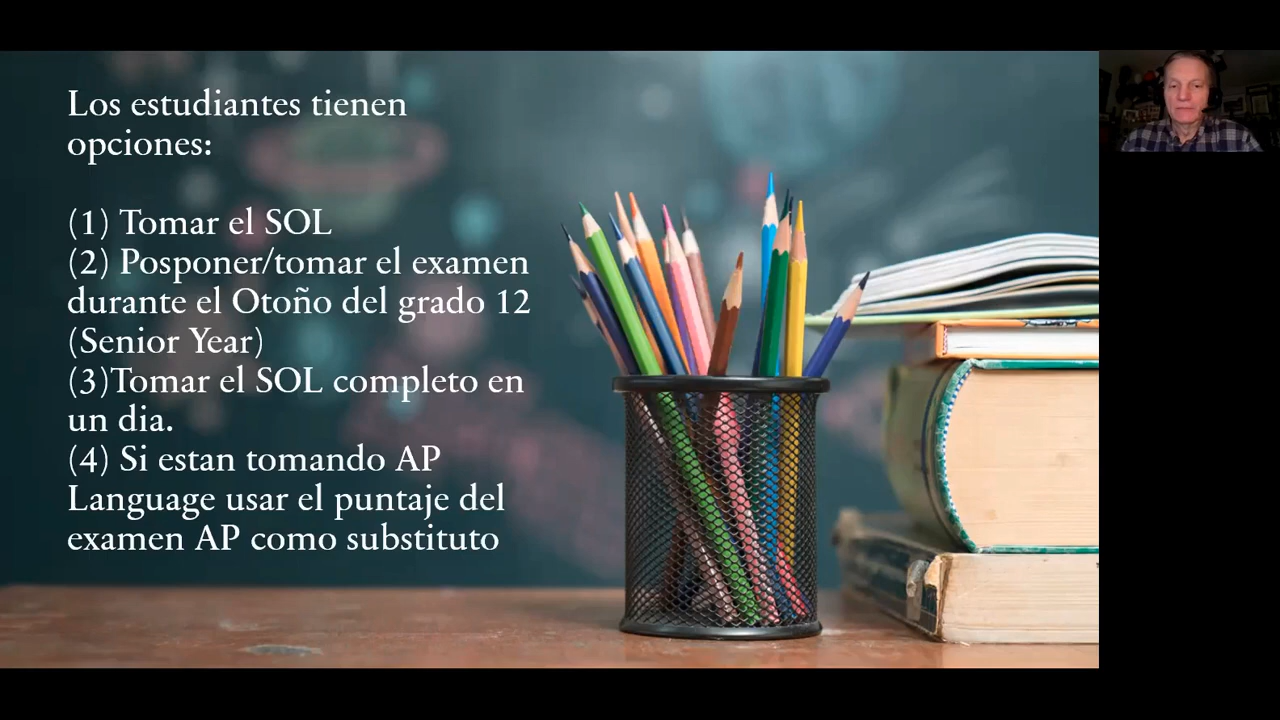 Los estudiantes tienen
opciones:
(1) Tomar el SOL
(2) Posponer/tomar el examen
durante el Otoño del grado 12
(Senior Year)
(3)Tomar el SOL completo en
un dia.
(4) Si estan tomando AP
Language usar el puntaje del
examen AP como substituto